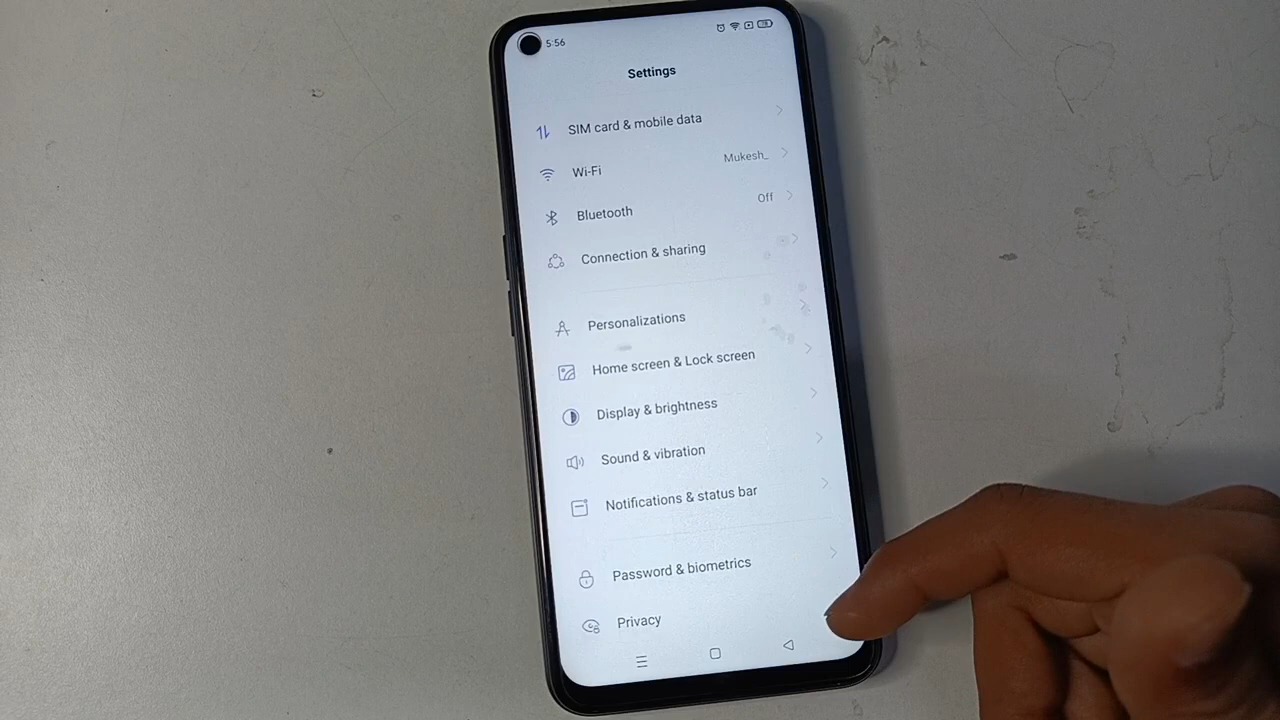 5:56
Settings
SIM card & mobile data
Wi-Fi Mukesh_
Bluetooth Off
Connection & sharing
Personalizations
Home screen & Lock screen
Display & brightness
Sound & vibration
Notifications & status bar
Password & biometrics
Privacy